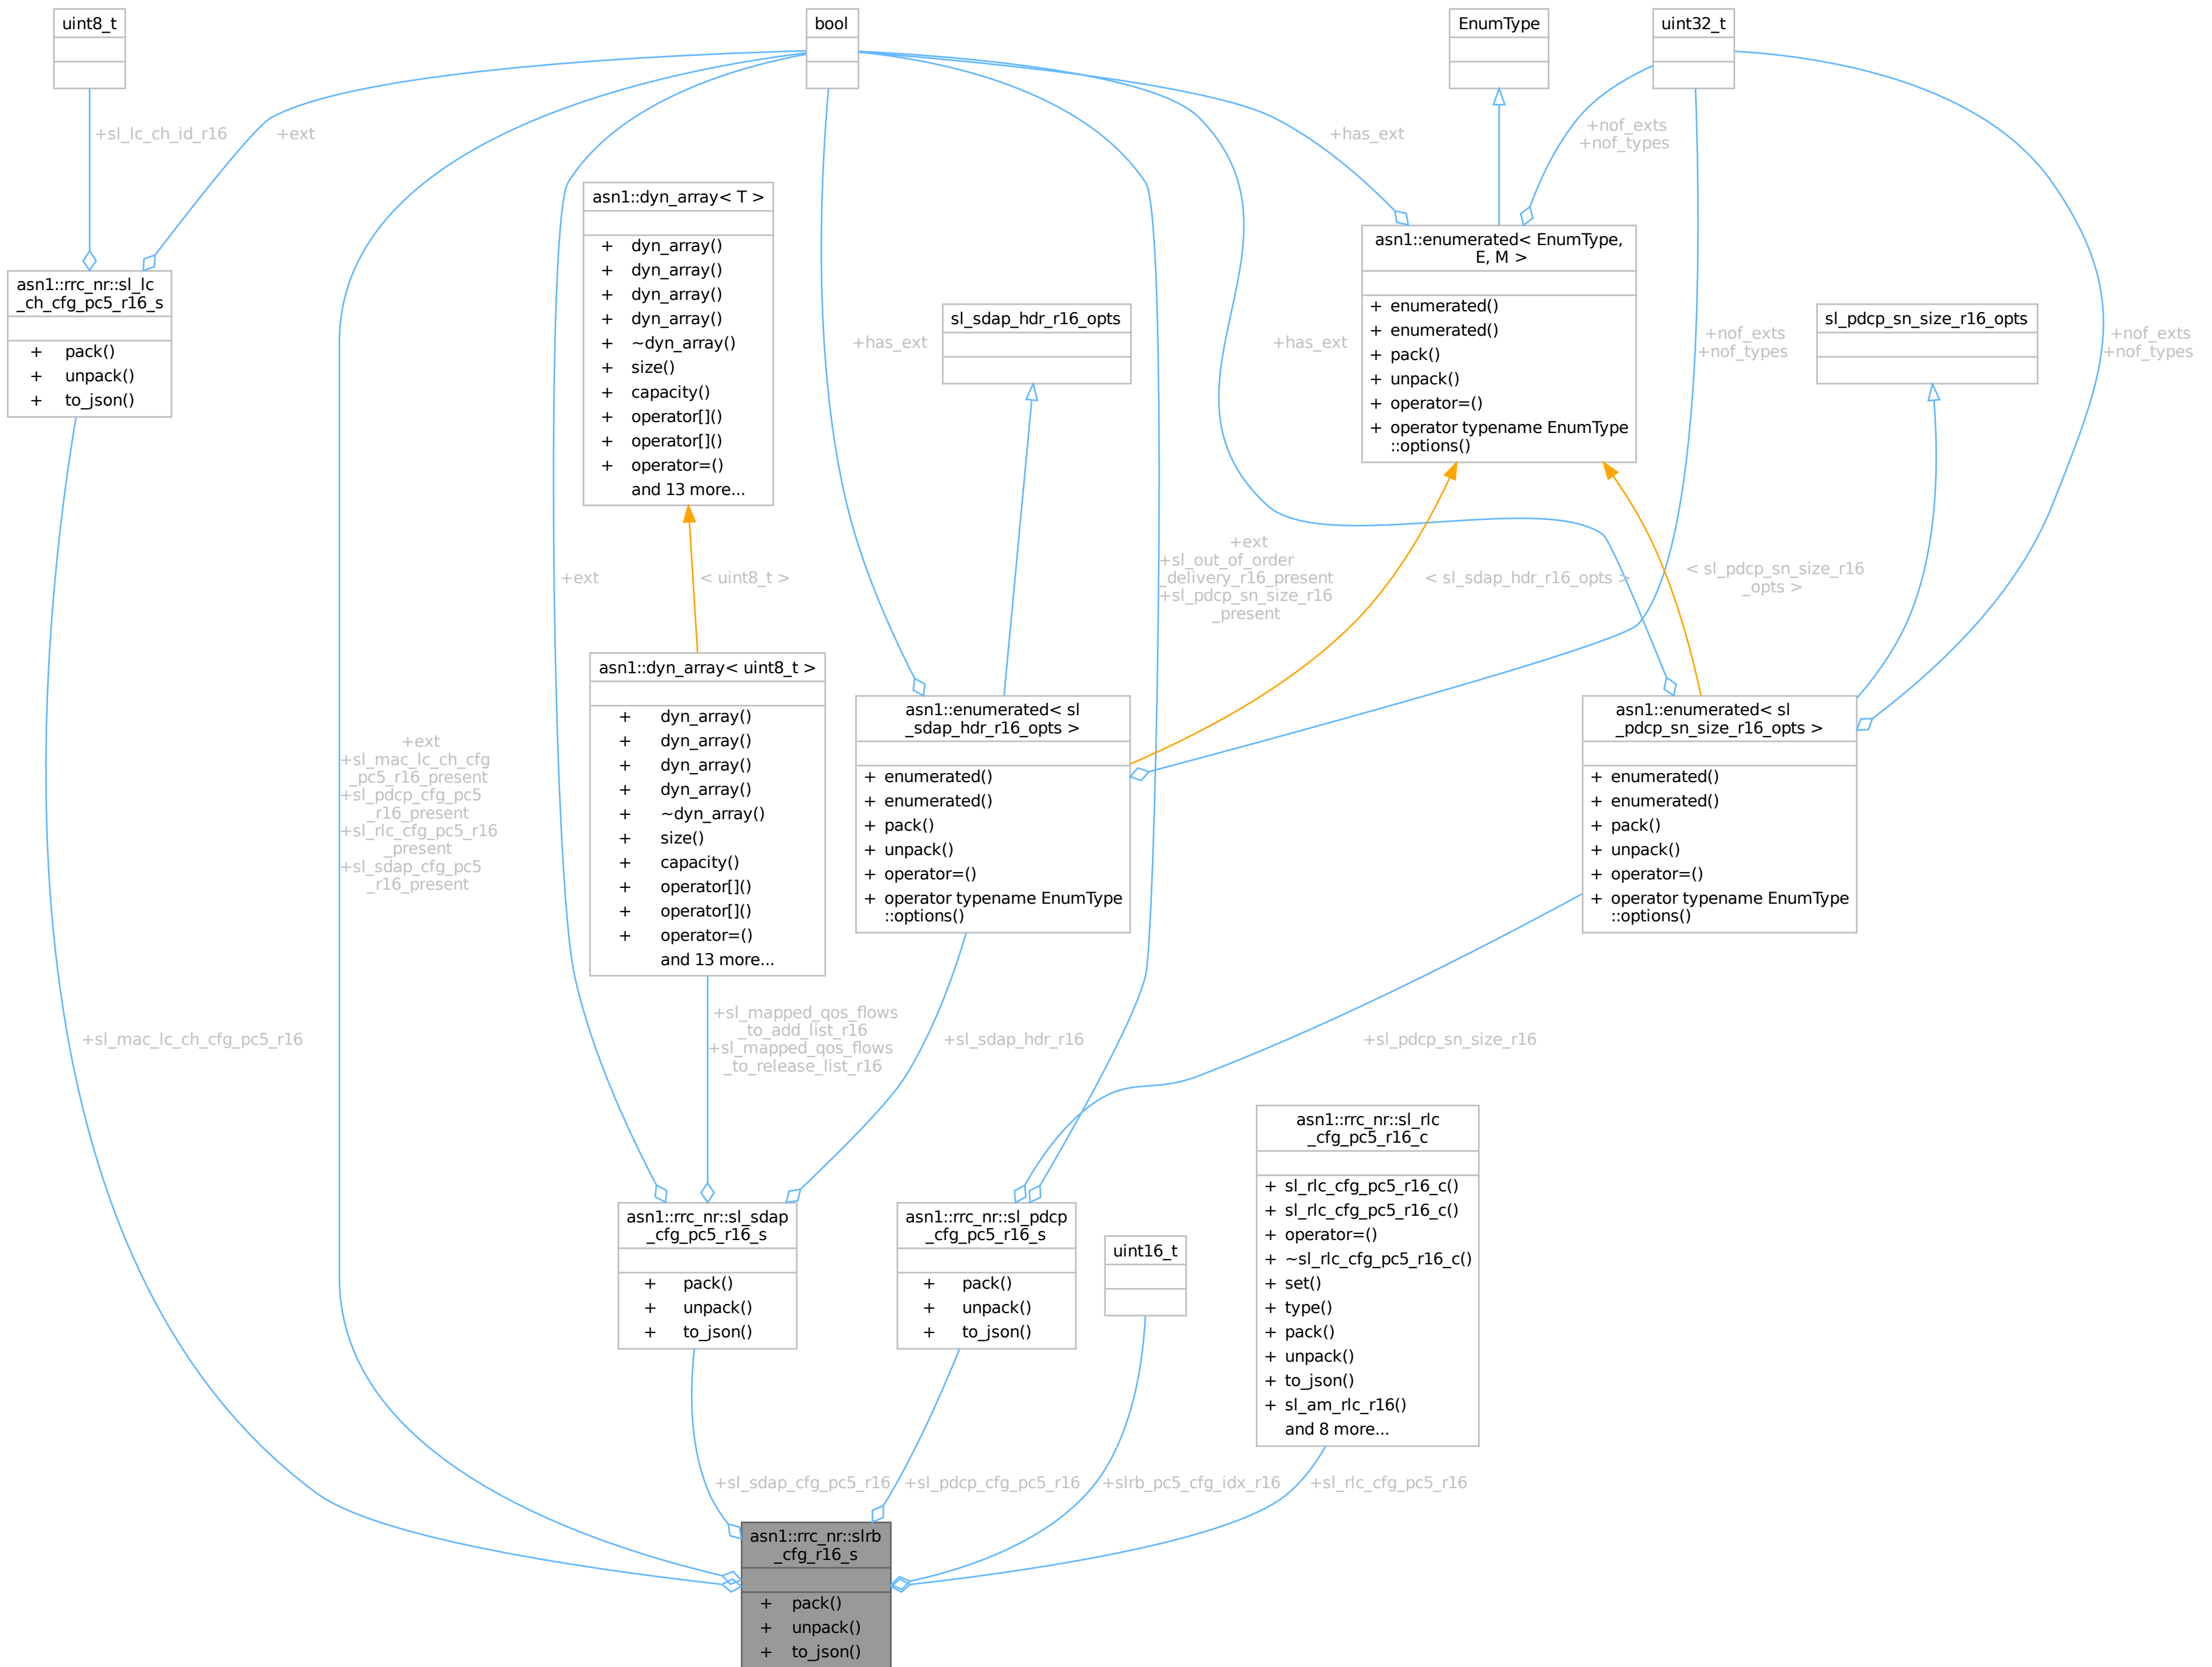 uint8_t
bool
EnumType
uint32_t
+sl_lc_ch_id_r16
+ext
+has_ext
+nof_exts
+nof_types
asn1::dyn_array< T >
+ dyn_array()
+ dyn_array()
+ dyn_array()
+ dyn_array()
+ ~dyn_array()
+ size()
+ capacity()
+ operator[]()
+ operator[]()
+ operator=()
and 13 more...
asn1::enumerated< EnumType,
E, M >
+ enumerated()
+ enumerated()
+ pack()
+ unpack()
+ operator=()
+ operator typename EnumType
::options()
asn1::rrc_nr::sl_lc
_ch_cfg_pc5_r16_s
+ pack()
+ unpack()
+ to_json()
sl_sdap_hdr_r16_opts
sl_pdcp_sn_size_r16_opts
+has_ext
+has_ext
+nof_exts
+nof_types
+nof_exts
+nof_types
+ext
< uint8_t >
+ext
+sl_out_of_order
_delivery_r16_present
+sl_pdcp_sn_size_r16
_present
< sl_sdap_hdr_r16_opts >
< sl_pdcp_sn_size_r16
_opts >
asn1::dyn_array< uint8_t >
+ dyn_array()
+ dyn_array()
+ dyn_array()
+ dyn_array()
+ ~dyn_array()
+ size()
+ capacity()
+ operator[]()
+ operator[]()
+ operator=()
and 13 more...
asn1::enumerated< sl
_sdap_hdr_r16_opts >
+ enumerated()
+ enumerated()
+ pack()
+ unpack()
+ operator=()
+ operator typename EnumType
::options()
asn1::enumerated< sl
_pdcp_sn_size_r16_opts >
+ enumerated()
+ enumerated()
+ pack()
+ unpack()
+ operator=()
+ operator typename EnumType
::options()
+ext
+sl_mac_lc_ch_cfg
_pc5_r16_present
+sl_pdcp_cfg_pc5
_r16_present
+sl_rlc_cfg_pc5_r16
_present
+sl_sdap_cfg_pc5
_r16_present
+sl_mac_lc_ch_cfg_pc5_r16
+sl_mapped_qos_flows
_to_add_list_r16
+sl_mapped_qos_flows
_to_release_list_r16
+sl_sdap_hdr_r16
+sl_pdcp_sn_size_r16
asn1::rrc_nr::sl_rlc
_cfg_pc5_r16_c
+ sl_rlc_cfg_pc5_r16_c()
+ sl_rlc_cfg_pc5_r16_c()
+ operator=()
+ ~sl_rlc_cfg_pc5_r16_c()
+ set()
+ type()
+ pack()
+ unpack()
+ to_json()
+ sl_am_rlc_r16()
and 8 more...
asn1::rrc_nr::sl_sdap
_cfg_pc5_r16_s
+ pack()
+ unpack()
+ to_json()
asn1::rrc_nr::sl_pdcp
_cfg_pc5_r16_s
+ pack()
+ unpack()
+ to_json()
uint16_t
+sl_sdap_cfg_pc5_r16
+sl_pdcp_cfg_pc5_r16
+slrb_pc5_cfg_idx_r16
+sl_rlc_cfg_pc5_r16
asn1::rrc_nr::slrb
_cfg_r16_s
+ pack()
+ unpack()
+ to_json()